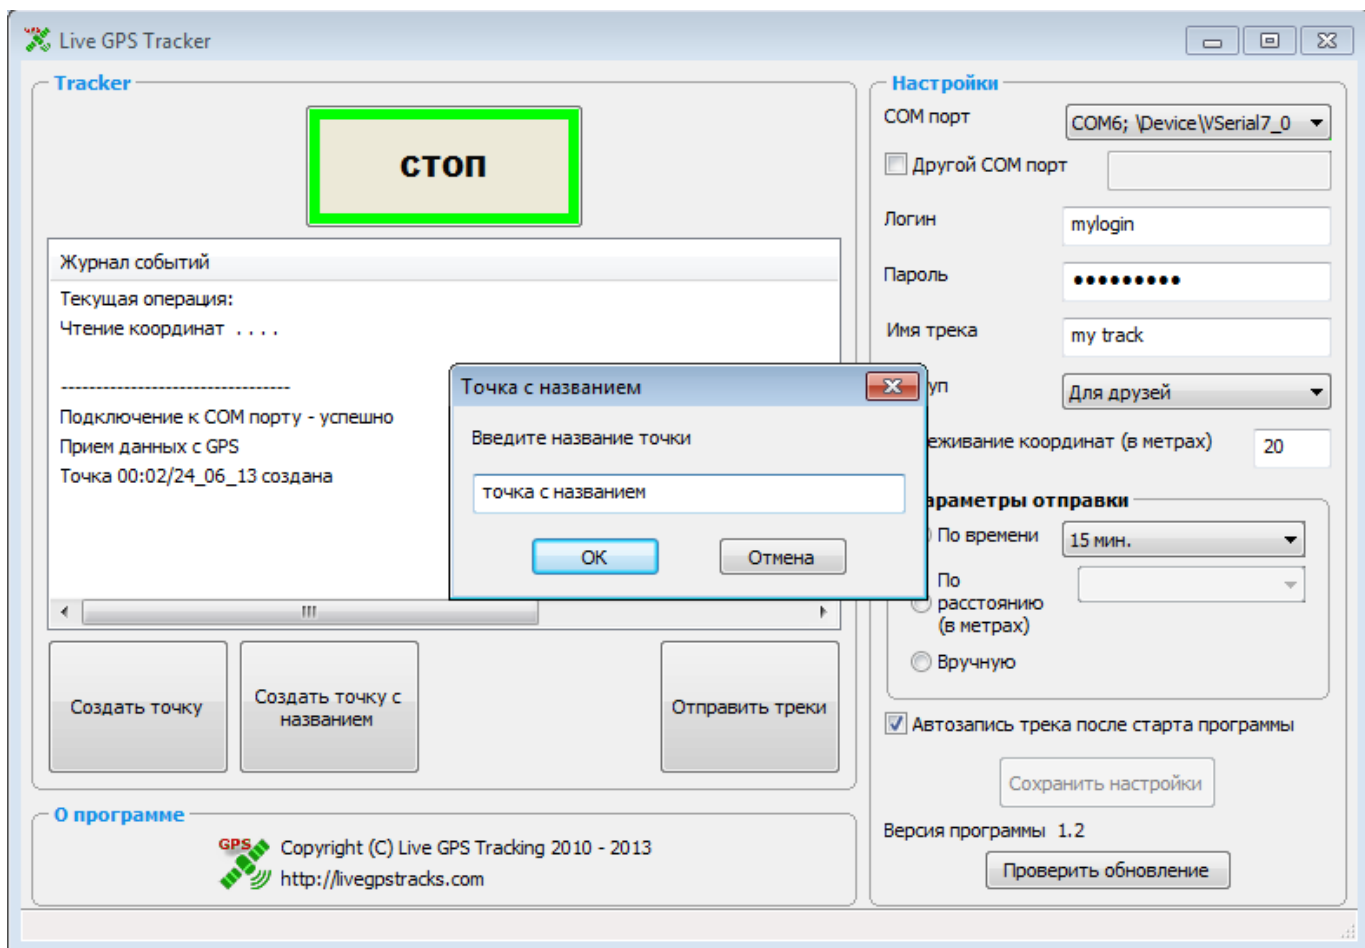 Live GPS Tracker
Tracker
стоп
Журнал событий
Текущая операция:
Чтение координат . . . .
---------------------------------
Подключение к COM порту - успешно
Прием данных с GPS
Точка 00:02/24_06_13 создана
Создать точку
Создать точку с
названием
Отправить треки
О программе
GPS
Copyright (C) Live GPS Tracking 2010 - 2013
http://livegpstracks.com
Точка с названием
Введите название точки
точка с названием
OK
Отмена
Настройки
COM порт
COM6; \Device\VSerial7_0
Другой COM порт
Логин
mylogin
Пароль
•••••••••
Имя трека
my track
уп
Для друзей
еживание координат (в метрах)
20
араметры отправки
По времени
15 мин.
По
расстоянию
(в метрах)
Вручную
Автозапись трека после старта программы
Сохранить настройки
Версия программы 1.2
Проверить обновление